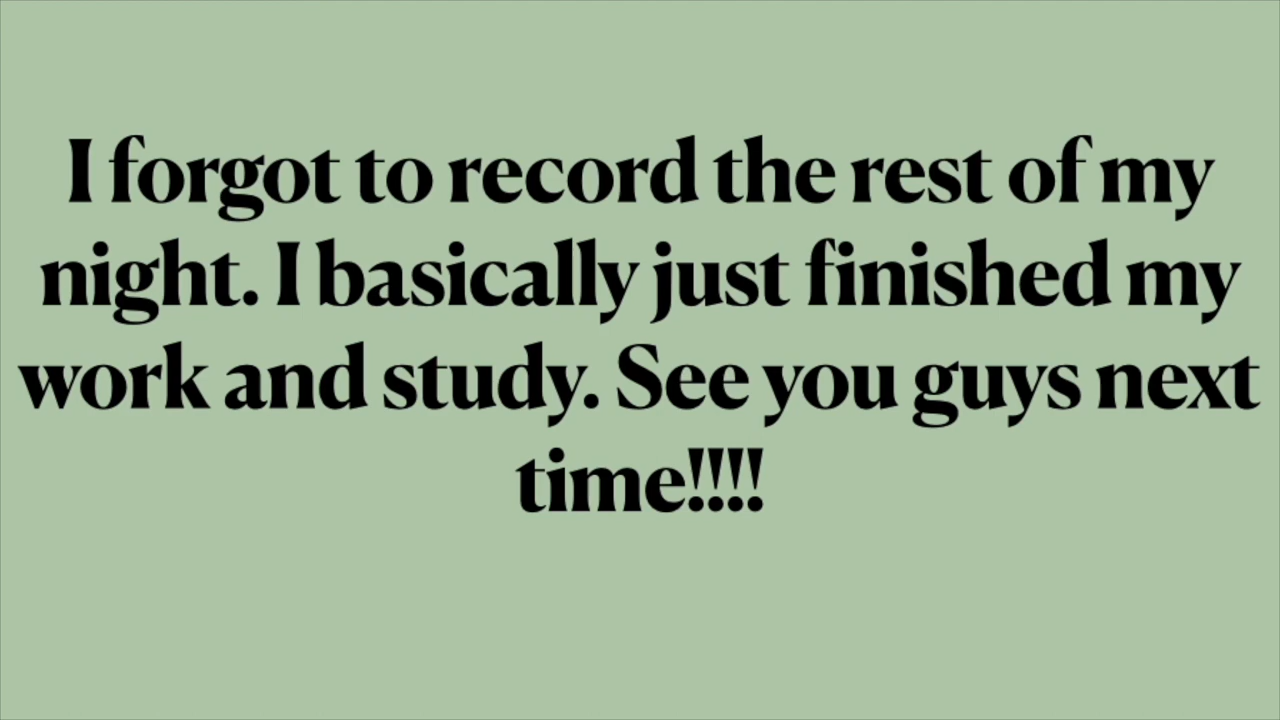 I forgot to record the rest of my
night. I basically just finished my
work and study. See you guys next
time!!!!